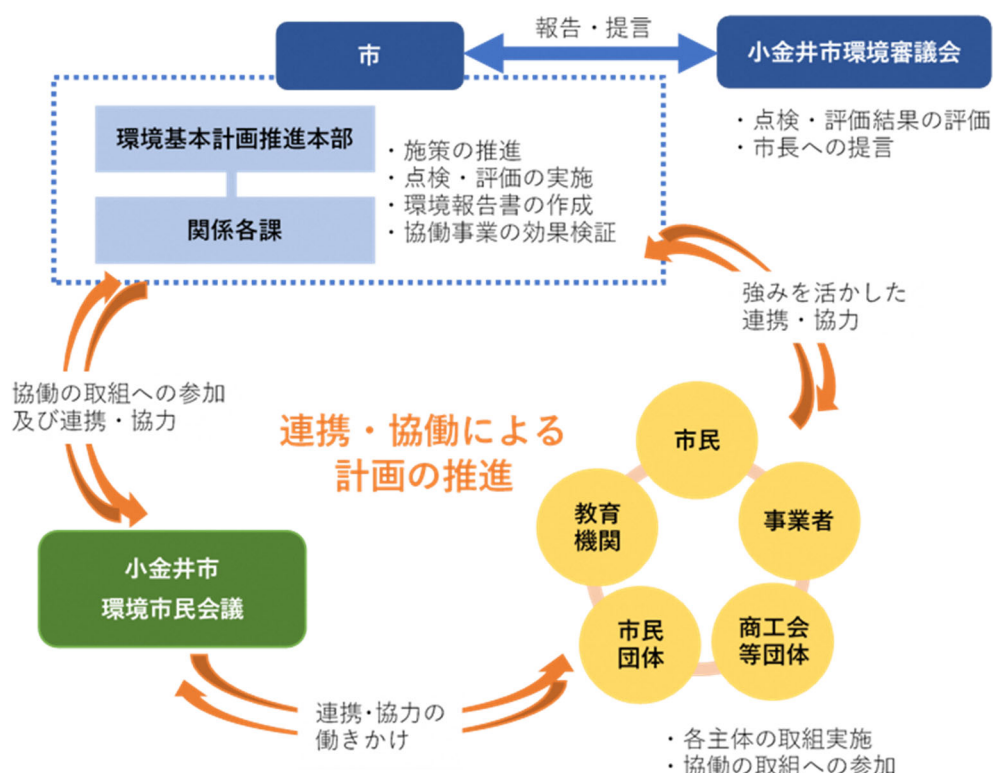 報告・提言
市
小金井市環境審議会
・点検・評価結果の評価
・市長への提言
環境基本計画推進本部
関係各課
・施策の推進
・点検・評価の実施
・環境報告書の作成
・協働事業の効果検証
強みを活かした
連携・協力
協働の取組への参加
及び連携・協力
連携・協働による
計画の推進
市民
教育
機関
事業者
市民
団体
商工会
等団体
小金井市
環境市民会議
連携・協力の
働きかけ
・各主体の取組実施
・協働の取組への参加